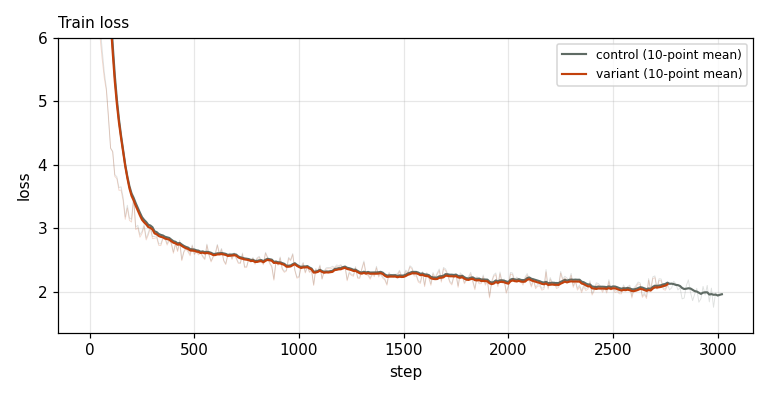 Train loss
6
5
4
3
2
loss
control (10-point mean)
variant (10-point mean)
0
500
1000
1500
2000
2500
3000
step